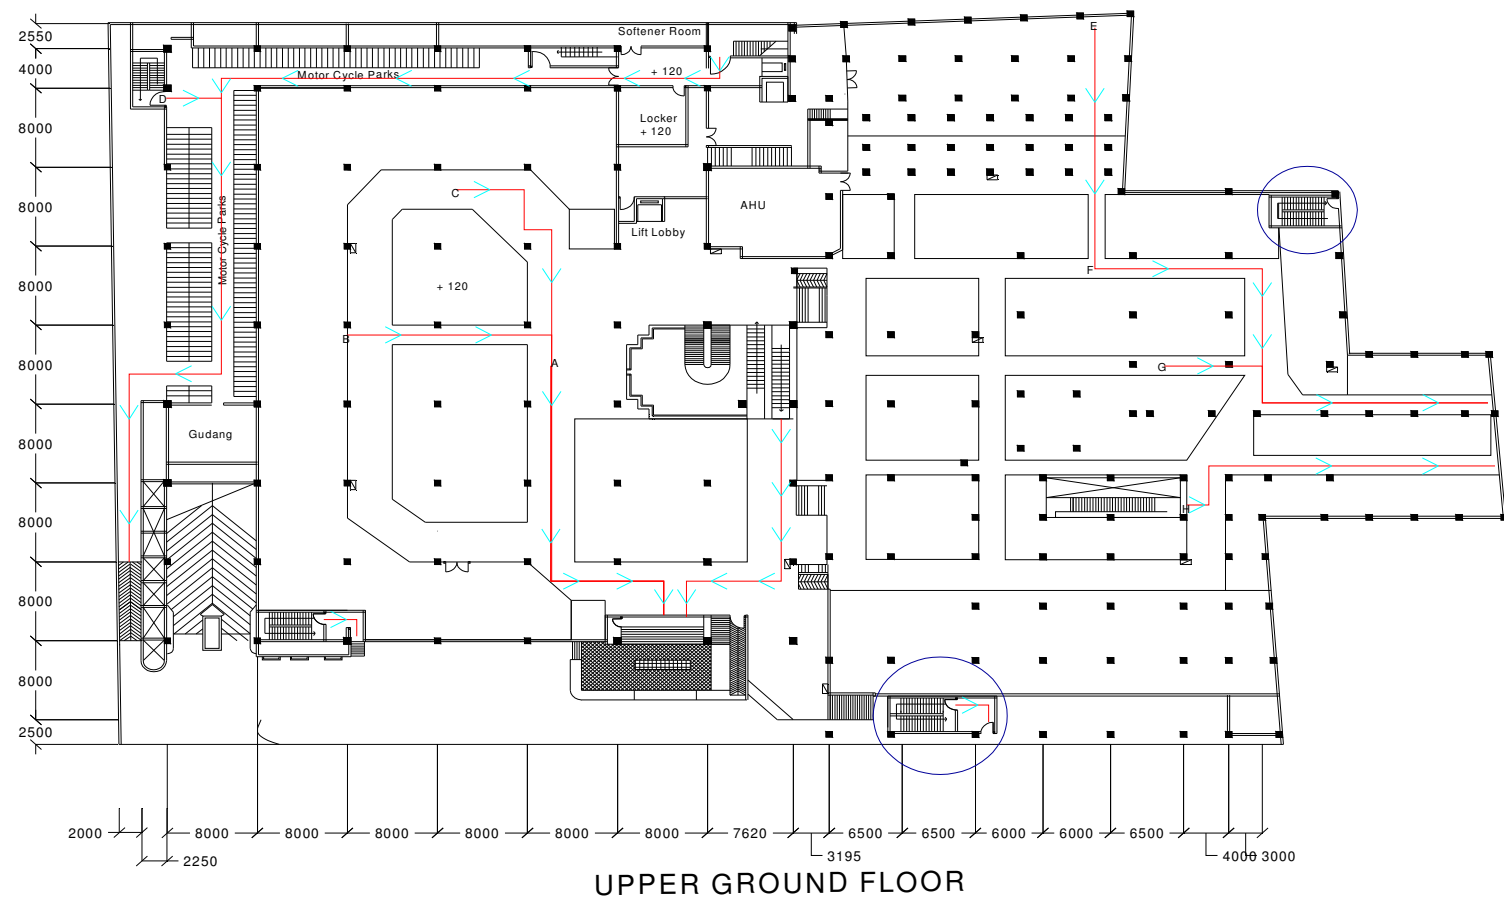 E
Softener Room
2550
Motor Cycle Parks
+ 120
4000
D
Locker
+ 120
8000
C
AHU
8000
Motor Cycle Parks
Lift Lobby
F
+ 120
8000
B
A
G
8000
Gudang
8000
H
8000
8000
8000
2500
2000
8000
8000
8000
8000
8000
8000
7620
6500
6500
6000
6000
6500
2250
3195
4000
3000
UPPER GROUND FLOOR